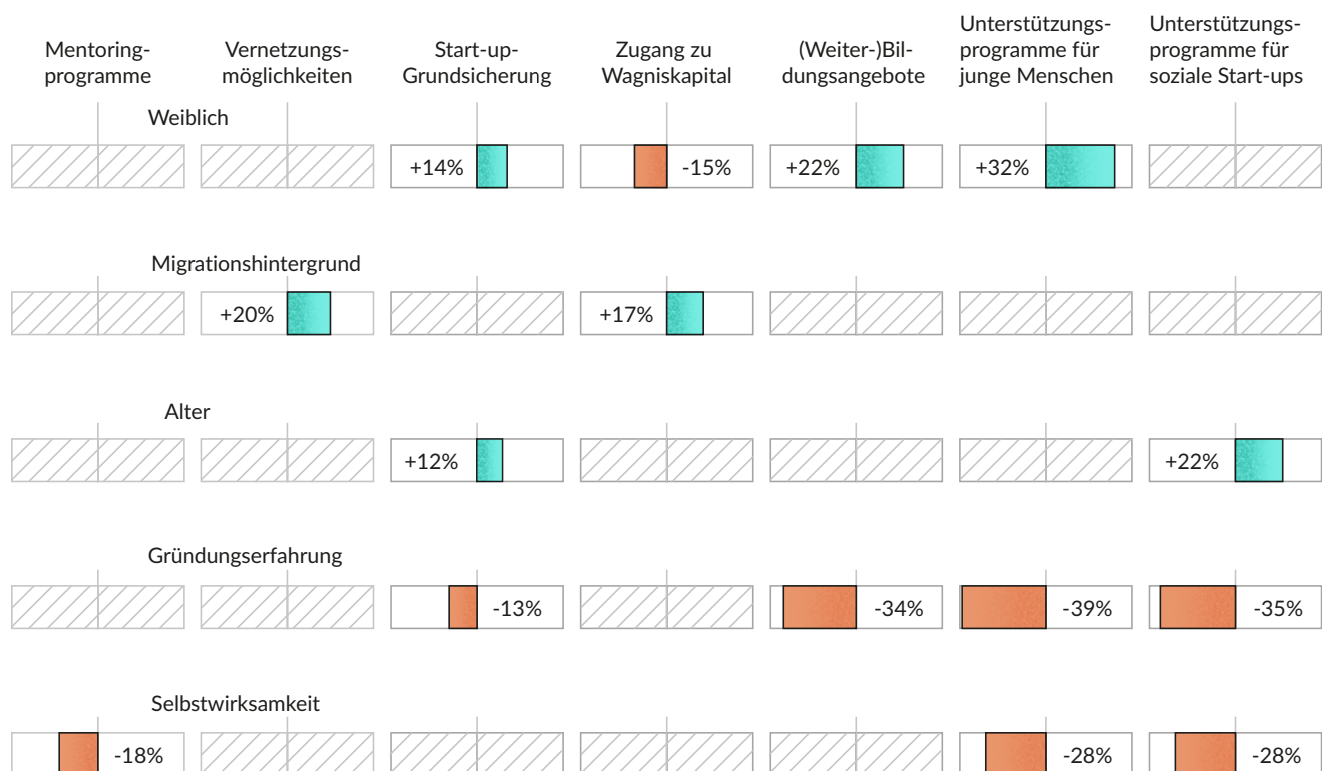 Mentoring-
programme
Vernetzungs-
möglichkeiten
Start-up-
Grundsicherung
Zugang zu
Wagniskapital
(Weiter-)Bil-
dungsangebote
Unterstützungs-
programme für
junge Menschen
Unterstützungs-
programme für
soziale Start-ups
Weiblich
+14%
-15%
+22%
+32%
Migrationshintergrund
+20%
+17%
Alter
+12%
+22%
Gründungserfahrung
-13%
-34%
-39%
-35%
Selbstwirksamkeit
-18%
-28%
-28%